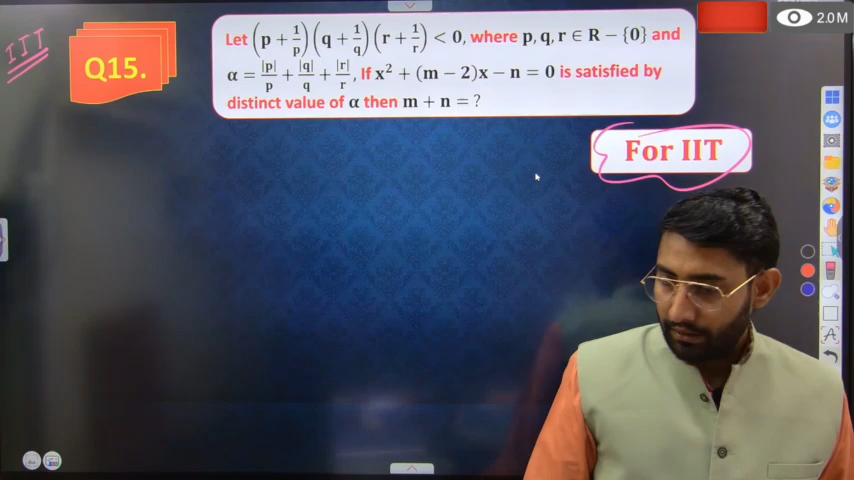 III
Q15.
Let (p + 1/p)(q + 1/q)(r + 1/r) < 0, where p, q, r ∈ R − {0} and
α = |p|/p + |q|/q + |r|/r, If x² + (m − 2)x − n = 0 is satisfied by
distinct value of α then m + n = ?
2.0M
For IIT
A